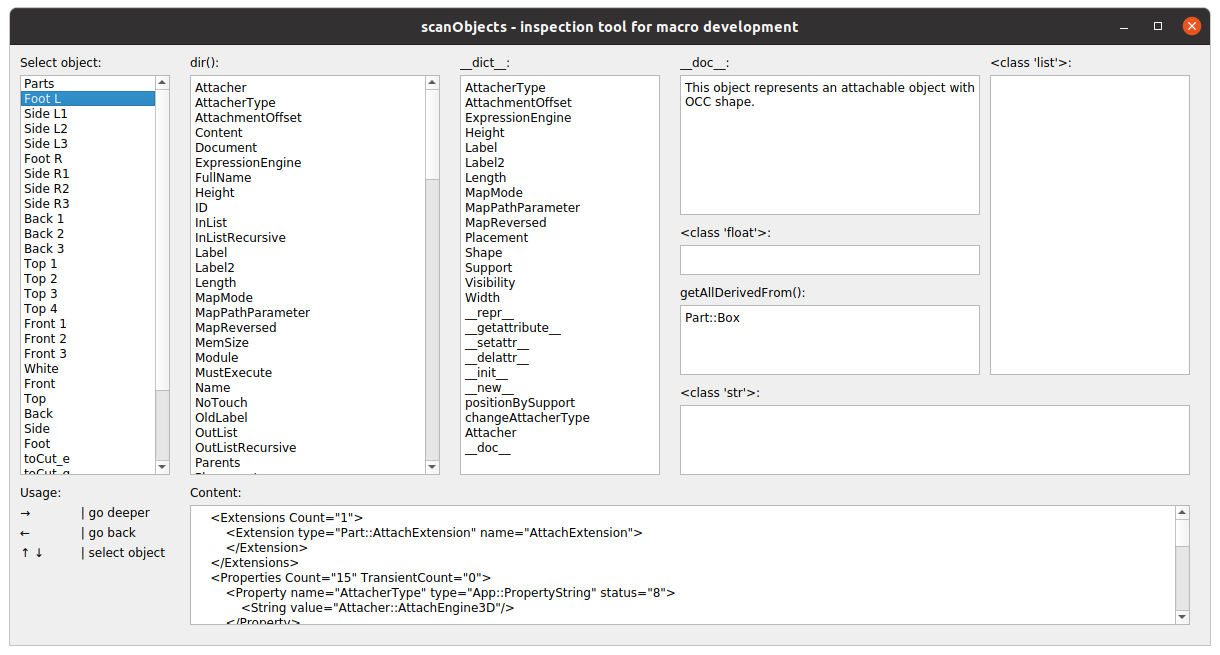 scanObjects - inspection tool for macro development
Select object:
Parts
Foot L
Side L1
Side L2
Side L3
Foot R
Side R1
Side R2
Side R3
Back 1
Back 2
Back 3
Top 1
Top 2
Top 3
Top 4
Front 1
Front 2
Front 3
White
Front
Top
Back
Side
Foot
toCut_e
dir():
Attacher
AttacherType
AttachmentOffset
Content
Document
ExpressionEngine
FullName
Height
ID
InList
InListRecursive
Label
Label2
Length
MapMode
MapPathParameter
MapReversed
MemSize
Module
MustExecute
Name
NoTouch
OldLabel
OutList
OutListRecursive
Parents
__dict__:
AttacherType
AttachmentOffset
ExpressionEngine
Height
Label
Label2
Length
MapMode
MapPathParameter
MapReversed
Placement
Shape
Support
Visibility
Width
__repr__
__getattribute__
__setattr__
__delattr__
__init__
__new__
positionBySupport
changeAttacherType
Attacher
__doc__
__doc__:
This object represents an attachable object with
OCC shape.
<class 'float'>:
getAllDerivedFrom():
Part::Box
<class 'str'>:
<class 'list'>:
Usage:
→ | go deeper
← | go back
↑ ↓ | select object
Content:
<Extensions Count="1">
<Extension type="Part::AttachExtension" name="AttachExtension">
</Extension>
</Extensions>
<Properties Count="15" TransientCount="0">
<Property name="AttacherType" type="App::PropertyString" status="8">
<String value="Attacher::AttachEngine3D"/>
</Property>